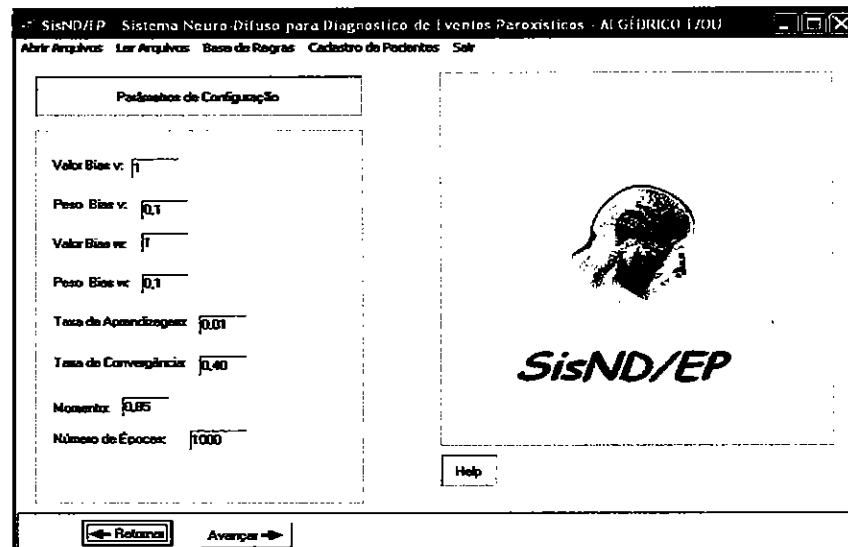 SisND/EP Sistema Neuro-Difuso para Diagnostico de Eventos Paroxísticos - ALGÉBRICO E/OU
Abrir Arquivos Ler Arquivos Base de Regras Cadastro de Pacientes Sair
Parâmetros de Configuração
Valor Bias v: 1
Peso Bias v: 0,1
Valor Bias w: 1
Peso Bias w: 0,1
Taxa de Aprendizagem: 0.01
Taxa de Convergência: 0,40
Momento: 0,85
Número de Épocas: 1000
SisND/EP
Help
Retornar Avançar